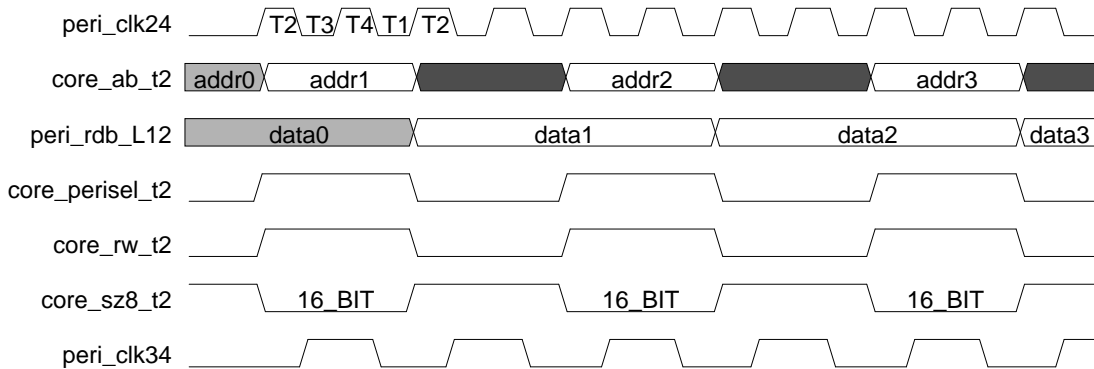 peri_clk24 T2 T3 T4 T1 T2
core_ab_t2 addr0 addr1 addr2 addr3
peri_rdb_L12 data0 data1 data2 data3
core_perisel_t2
core_rw_t2
core_sz8_t2 16_BIT 16_BIT 16_BIT
peri_clk34